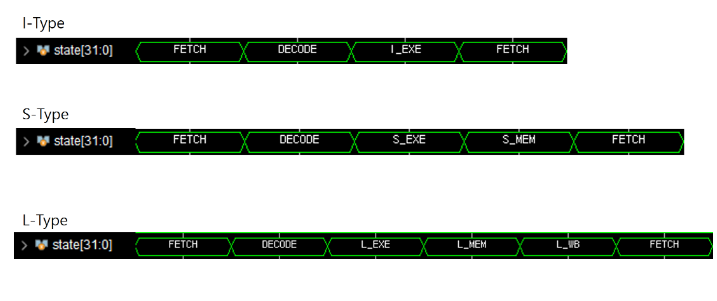 I-Type
state[31:0] FETCH DECODE I_EXE FETCH
S-Type
state[31:0] FETCH DECODE S_EXE S_MEM FETCH
L-Type
state[31:0] FETCH DECODE L_EXE L_MEM L_WB FETCH